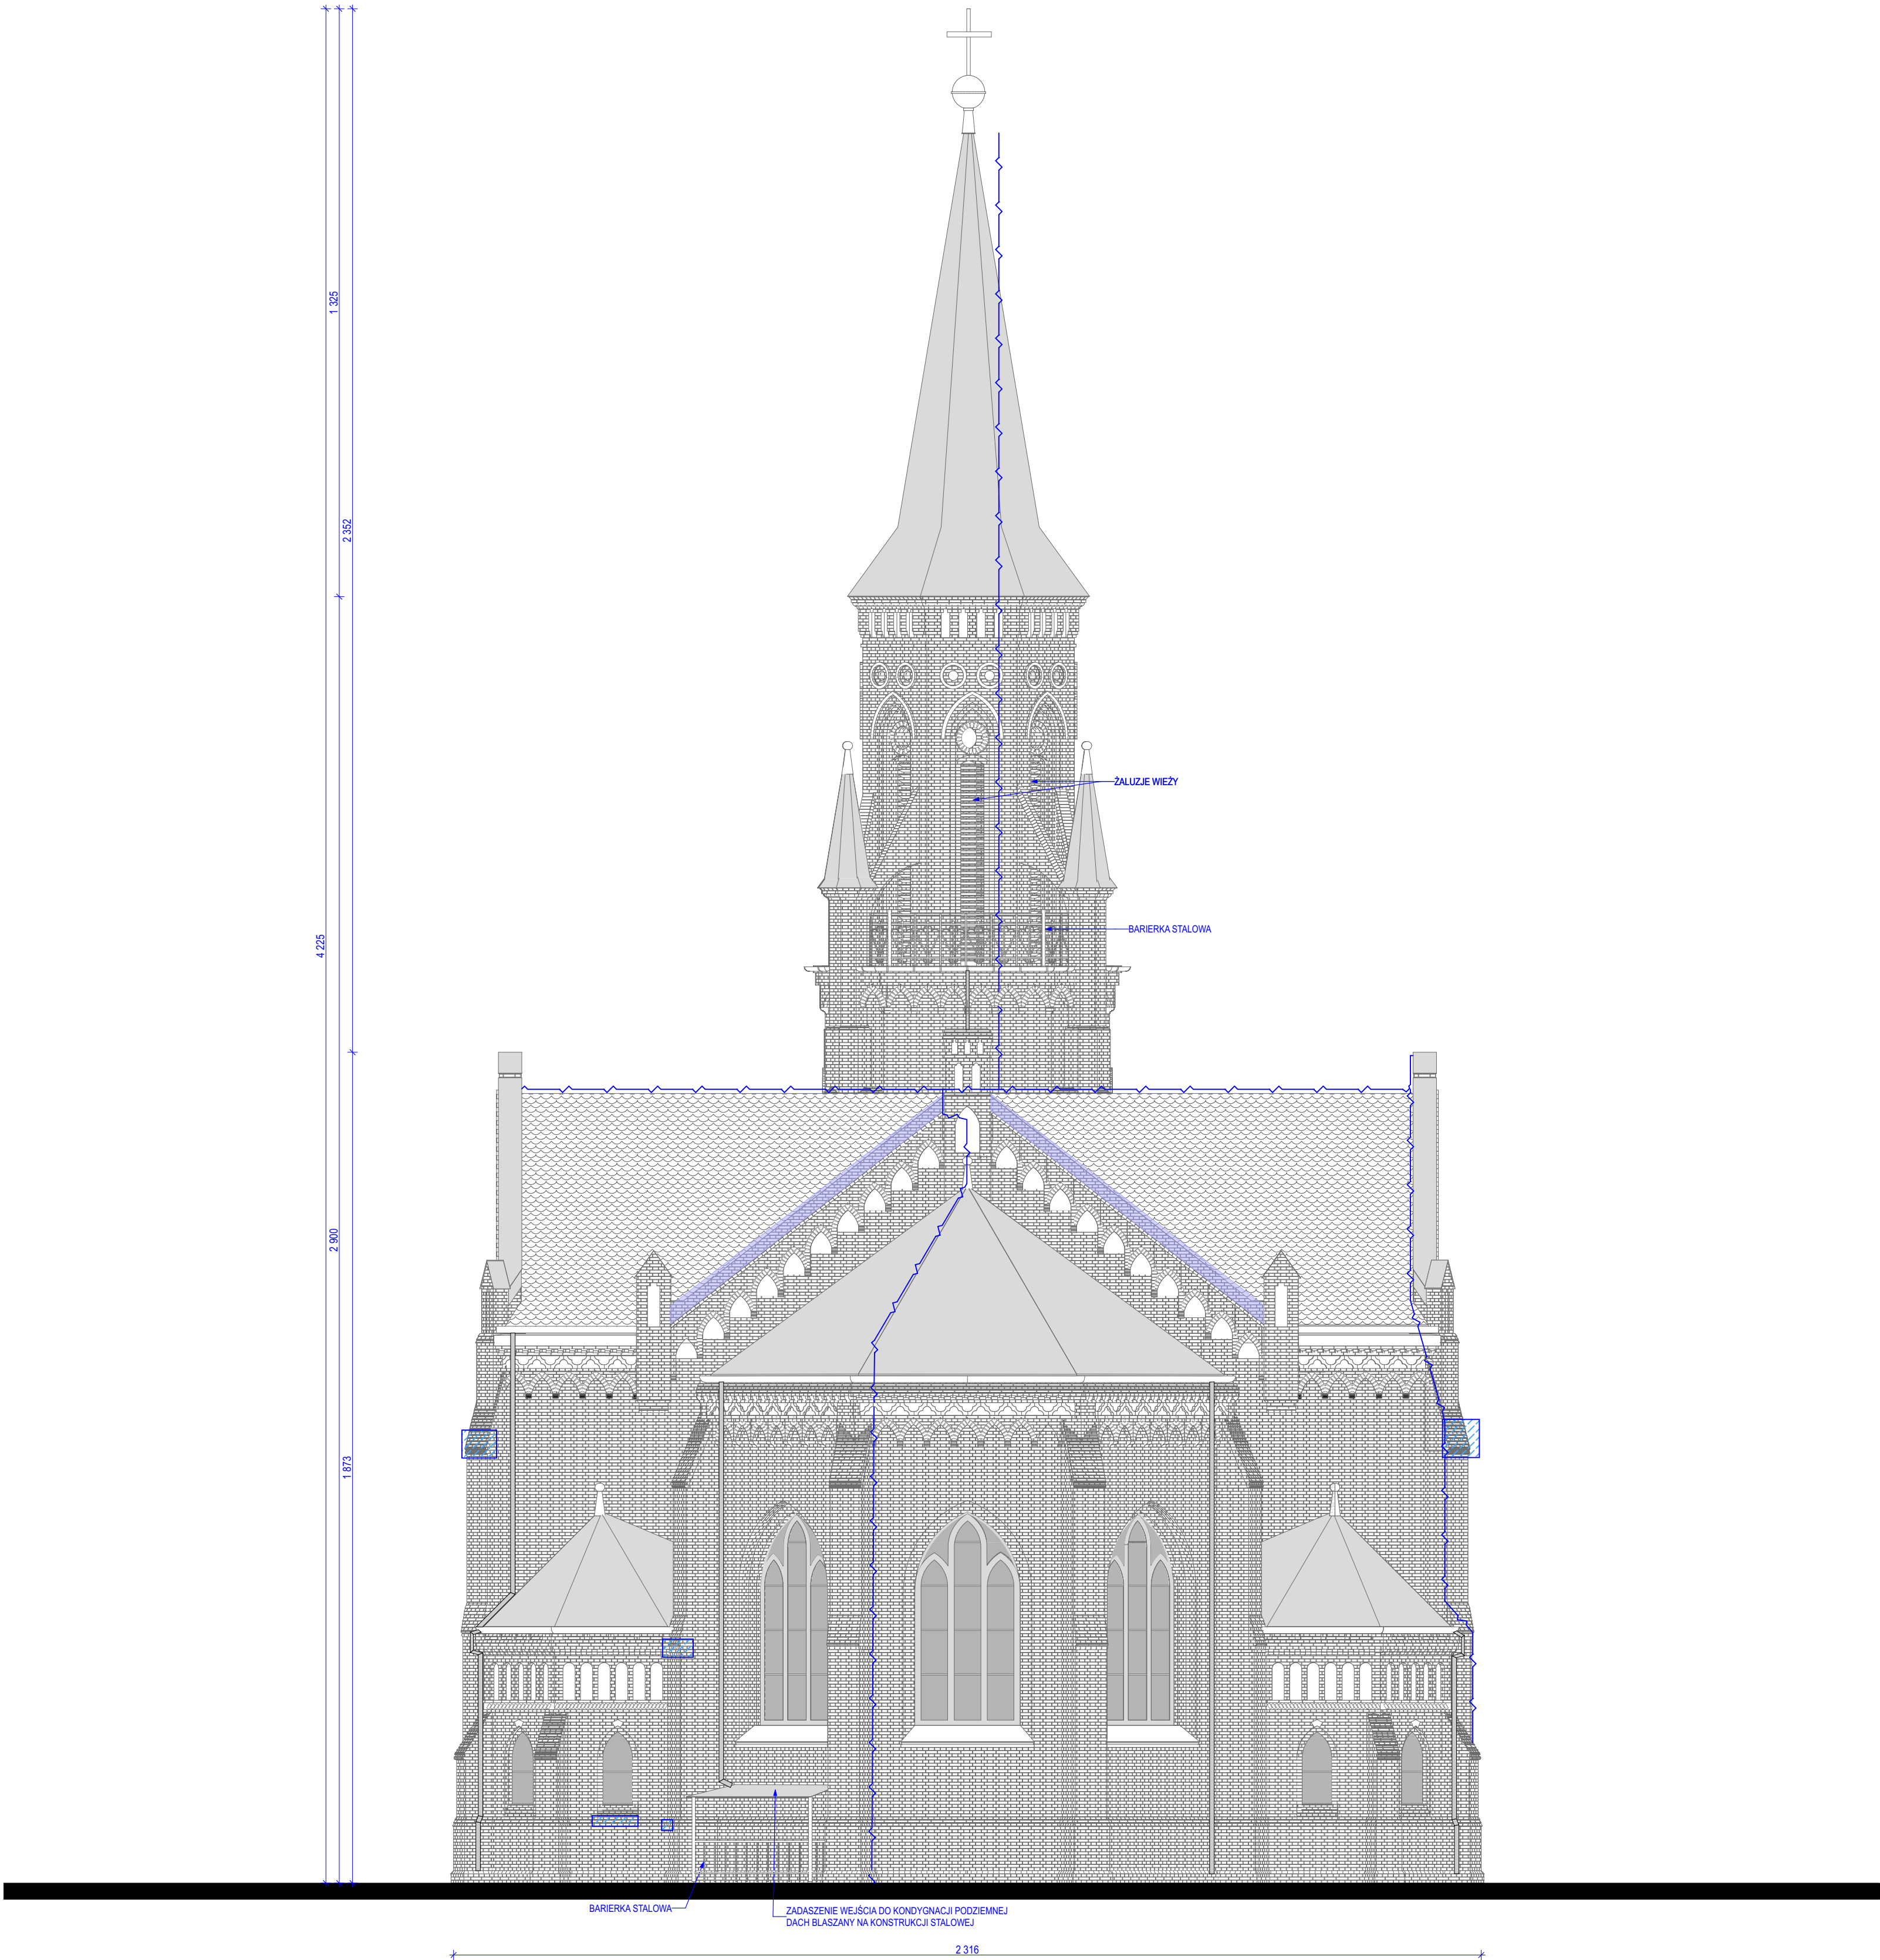 1 325
2 352
ŻALUZJE WIEŻY
BARIERKA STALOWA
4 225
2 900
1 873
BARIERKA STALOWA
ZADASZENIE WEJŚCIA DO KONDYGNACJI PODZIEMNEJ
DACH BLASZANY NA KONSTRUKCJI STALOWEJ
2 316